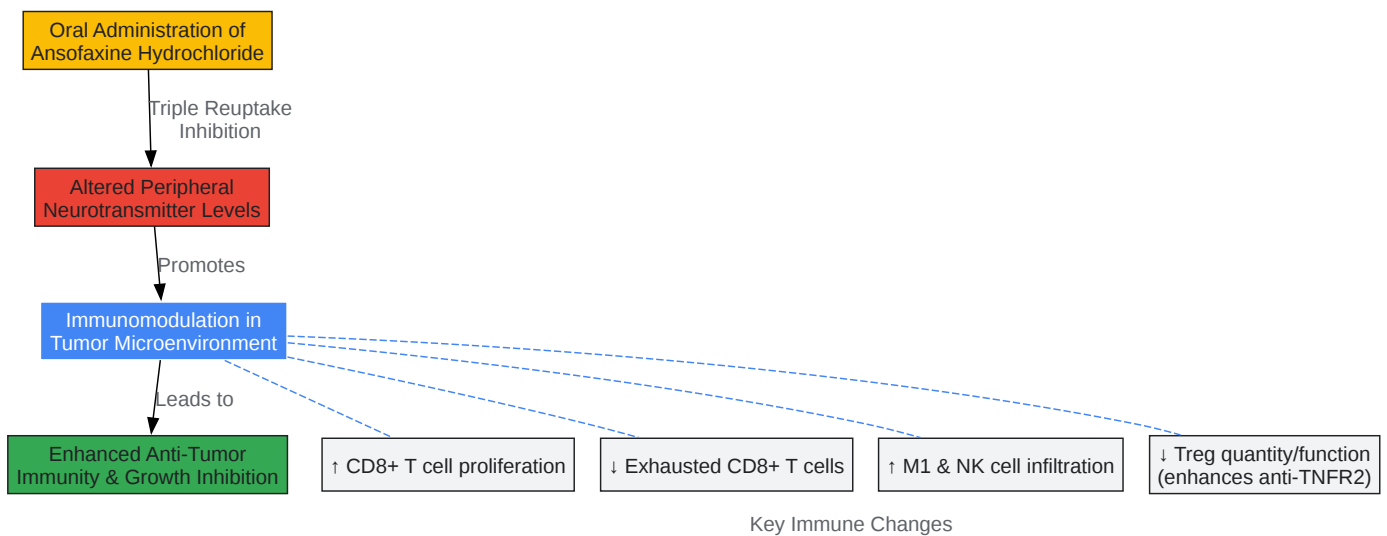 Oral Administration of
Ansofaxine Hydrochloride
Triple Reuptake
Inhibition
Altered Peripheral
Neurotransmitter Levels
Promotes
Immunomodulation in
Tumor Microenvironment
Leads to
Enhanced Anti-Tumor
Immunity & Growth Inhibition
↑ CD8+ T cell proliferation
↓ Exhausted CD8+ T cells
↑ M1 & NK cell infiltration
↓ Treg quantity/function
(enhances anti-TNFR2)
Key Immune Changes